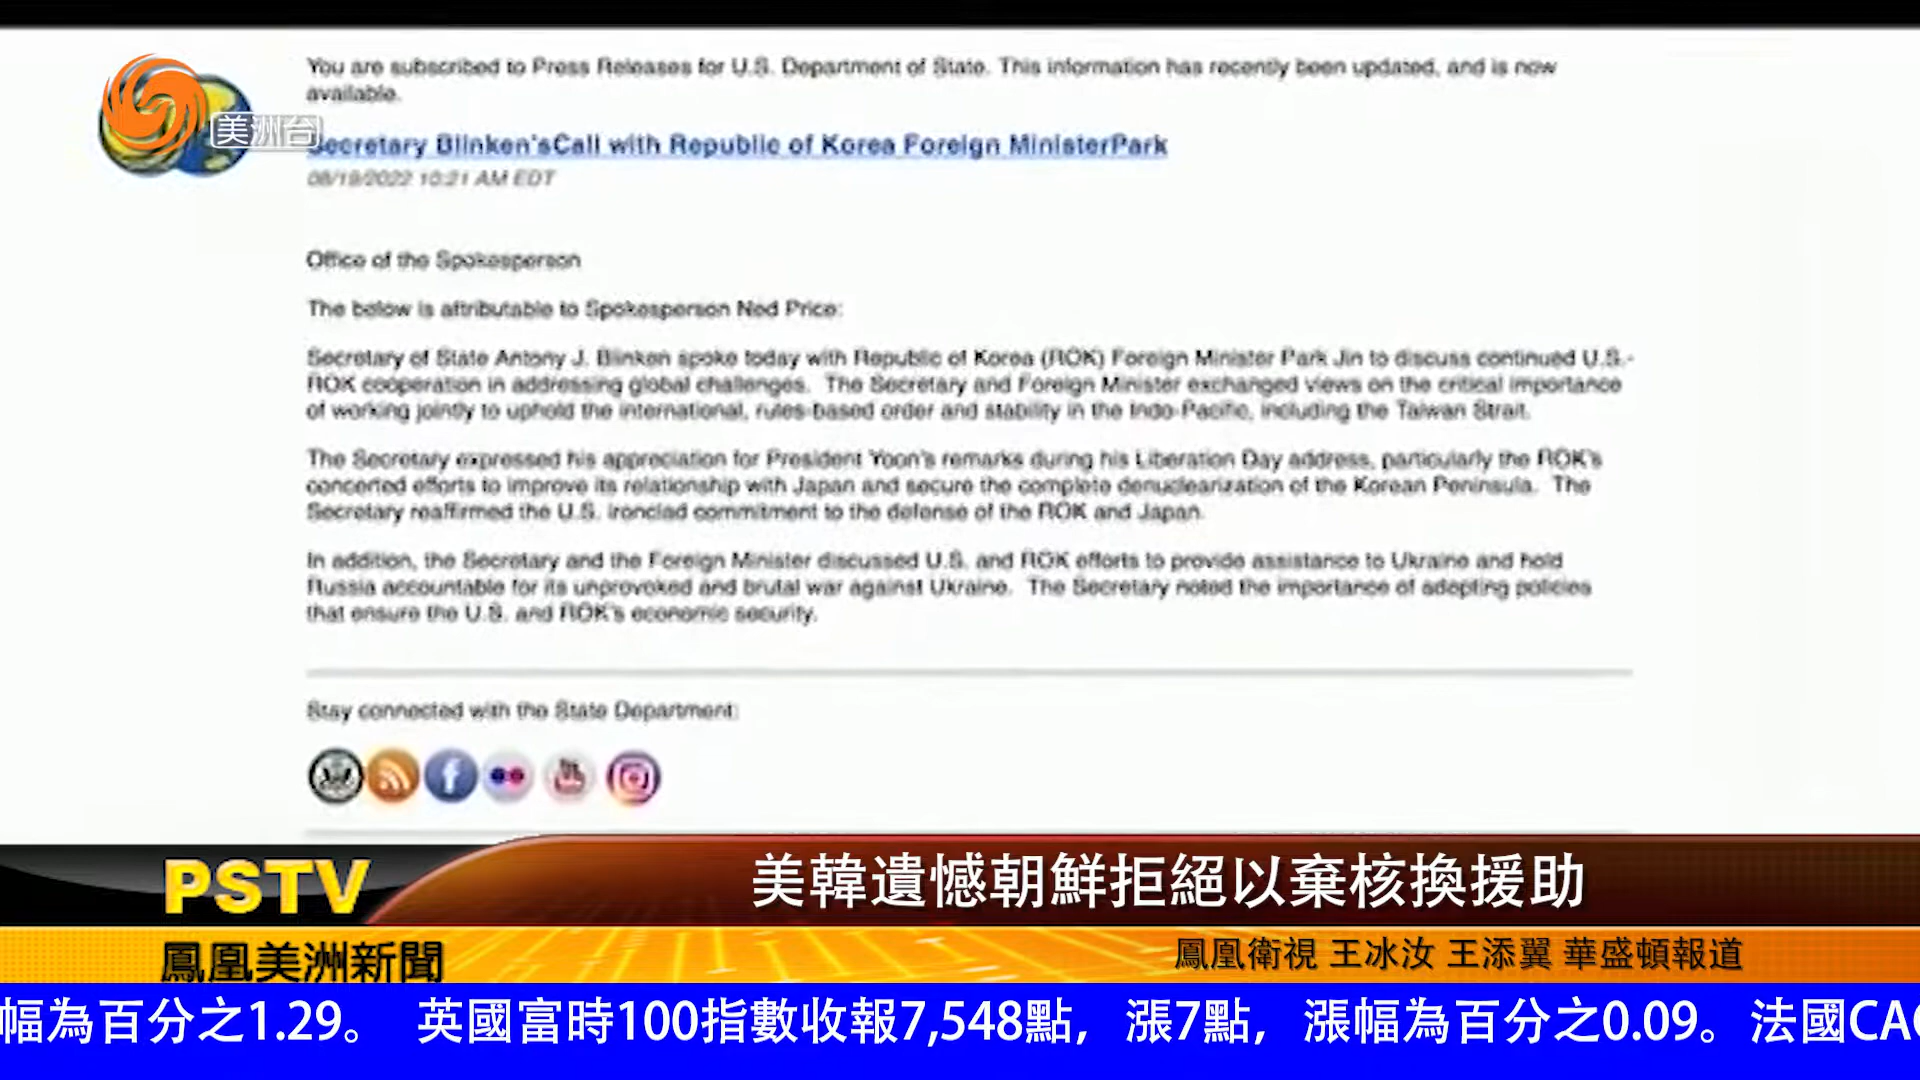 You are subscribed to Press Releases for U.S. Department of State. This information has recently been updated, and is now
available.
美洲台
Secretary Blinken'sCall with Republic of Korea Foreign MinisterPark
08/19/2022 10:21 AM EDT
Office of the Spokesperson
The below is attributable to Spokesperson Ned Price:
Secretary of State Antony J. Blinken spoke today with Republic of Korea (ROK) Foreign Minister Park Jin to discuss continued U.S.-
ROK cooperation in addressing global challenges. The Secretary and Foreign Minister exchanged views on the critical importance
of working jointly to uphold the international, rules-based order and stability in the Indo-Pacific, including the Taiwan Strait.
The Secretary expressed his appreciation for President Yoon's remarks during his Liberation Day address, particularly the ROK's
concerted efforts to improve its relationship with Japan and secure the complete denuclearization of the Korean Peninsula. The
Secretary reaffirmed the U.S. ironclad commitment to the defense of the ROK and Japan.
In addition, the Secretary and the Foreign Minister discussed U.S. and ROK efforts to provide assistance to Ukraine and hold
Russia accountable for its unprovoked and brutal war against Ukraine. The Secretary noted the importance of adopting policies
that ensure the U.S. and ROK's economic security.
Stay connected with the State Department:
PSTV
美韓遺憾朝鮮拒絕以棄核換援助
鳳凰美洲新聞
鳳凰衛視 王冰汝 王添翼 華盛頓報道
幅為百分之1.29。 英國富時100指數收報7,548點，漲7點，漲幅為百分之0.09。法國CAC